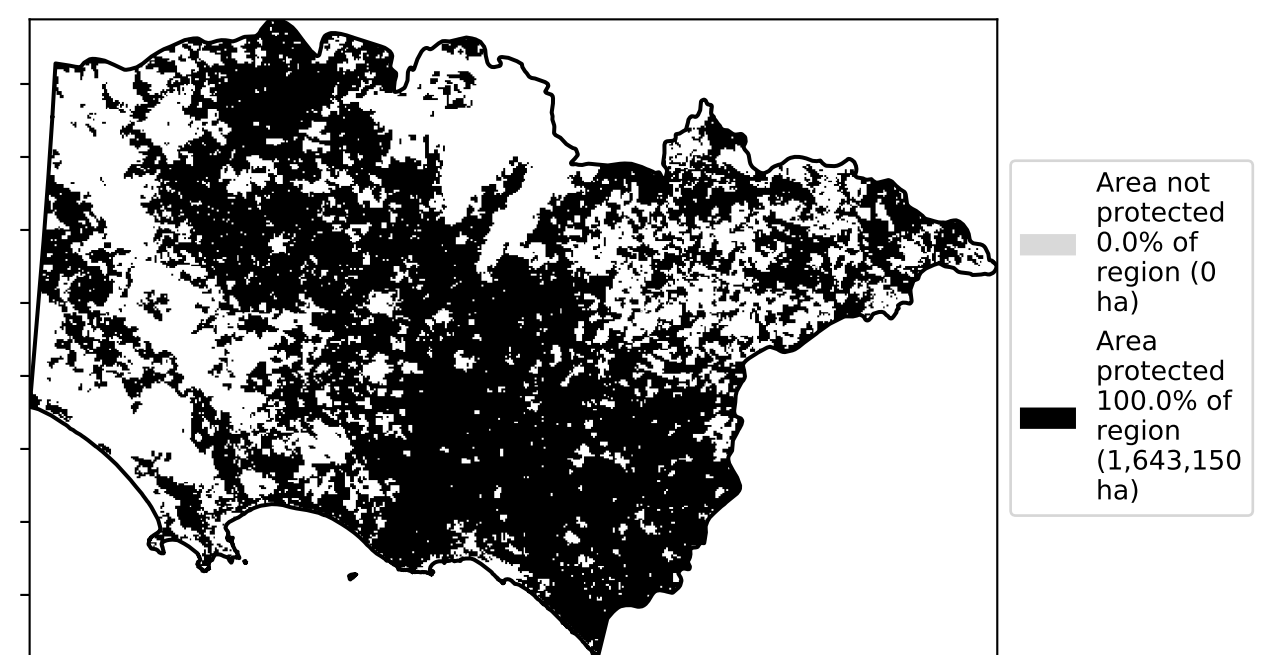 Area not
protected
0.0% of
region (0
ha)
Area
protected
100.0% of
region
(1,643,150
ha)